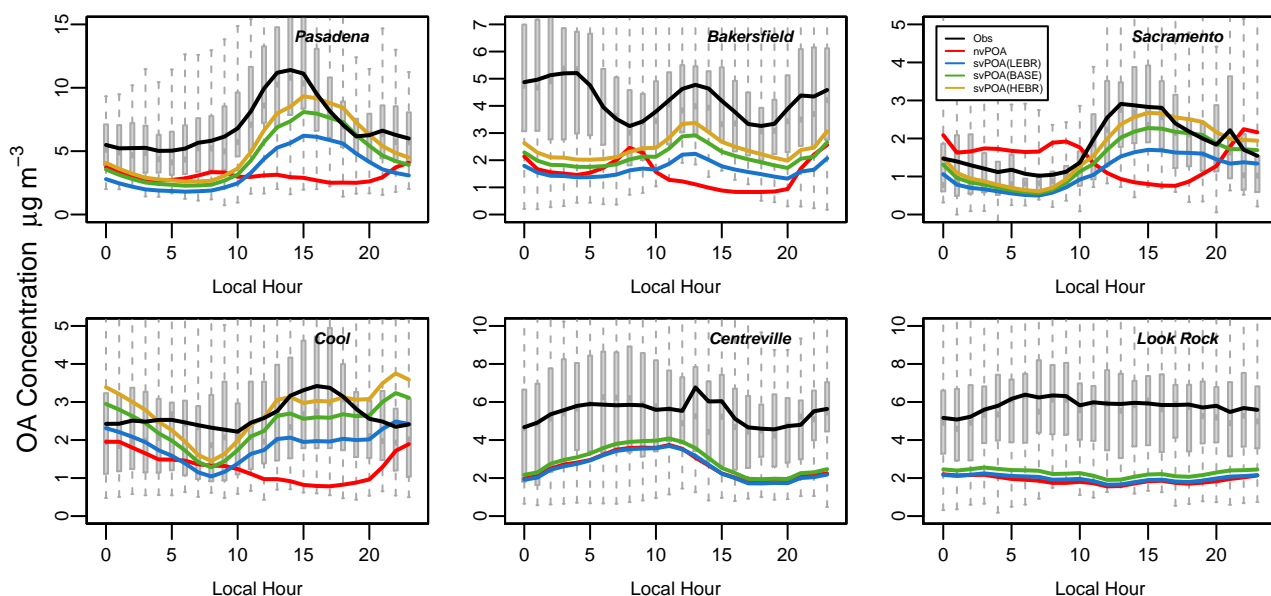 OA Concentration μg m⁻³
Pasadena
0 5 10 15
0 5 10 15 20
Local Hour
Bakersfield
0 1 2 3 4 5 6 7
0 5 10 15 20
Local Hour
Sacramento
Obs
nvPOA
svPOA(LEBR)
svPOA(BASE)
svPOA(HEBR)
0 1 2 3 4 5
0 5 10 15 20
Local Hour
Cool
0 1 2 3 4 5
0 5 10 15 20
Local Hour
Centreville
0 2 4 6 8 10
0 5 10 15 20
Local Hour
Look Rock
0 2 4 6 8 10
0 5 10 15 20
Local Hour